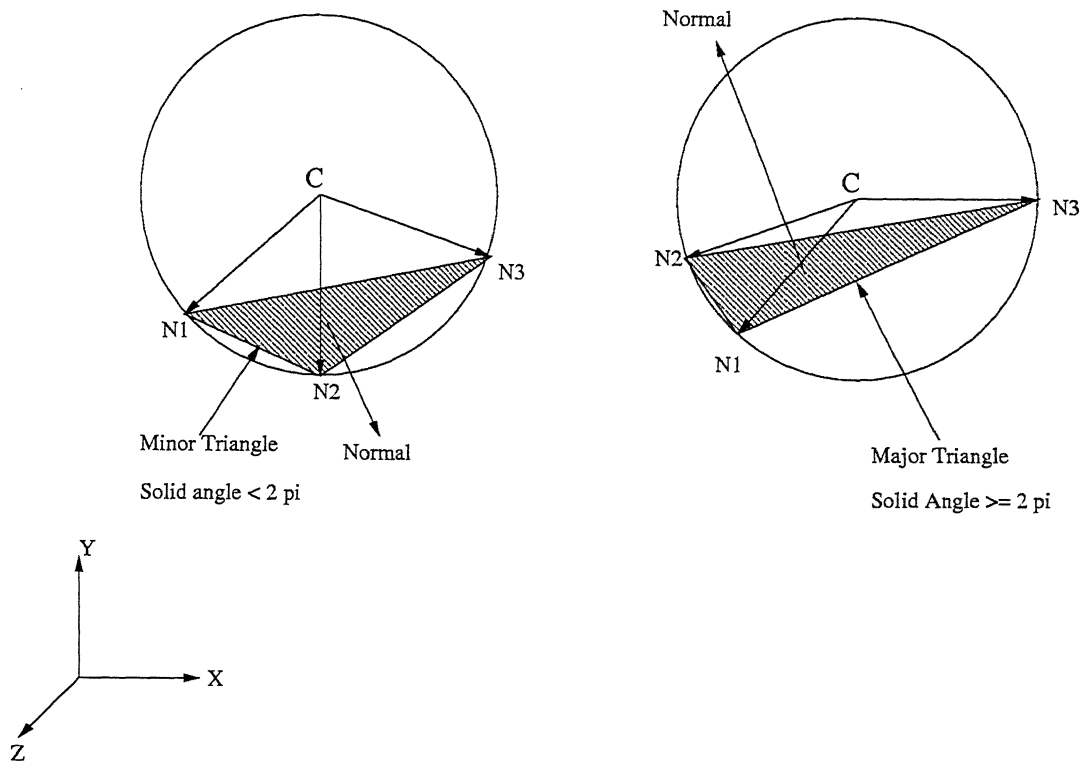 Normal
C
C
N3
N2
N3
N1
N1
N2
Minor Triangle
Normal
Major Triangle
Solid angle < 2 pi
Solid Angle >= 2 pi
Y
X
Z